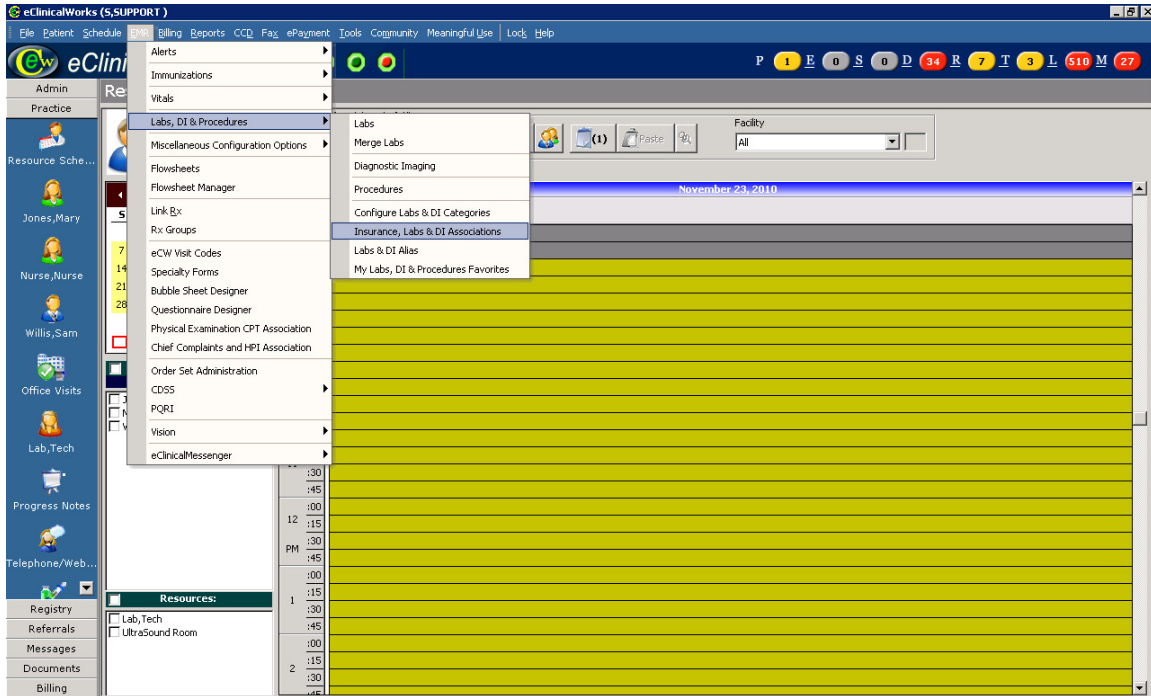 eClinicalWorks (S,SUPPORT )
File Patient Schedule EMR Billing Reports CCD Fax ePayment Tools Community Meaningful Use Lock Help
eClini
P 1 E 0 S 0 D 34 R 7 T 3 L 510 M 27
Admin
Practice
Resource Sche...
Jones,Mary
Nurse,Nurse
Willis,Sam
Office Visits
Lab,Tech
Progress Notes
Telephone/Web...
Registry
Referrals
Messages
Documents
Billing
Re
Alerts
Immunizations
Vitals
Labs, DI & Procedures
Miscellaneous Configuration Options
Flowsheets
Flowsheet Manager
Link Rx
Rx Groups
eCW Visit Codes
Specialty Forms
Bubble Sheet Designer
Questionnaire Designer
Physical Examination CPT Association
Chief Complaints and HPI Association
Order Set Administration
CDSS
PQRI
Vision
eClinicalMessenger
Labs
Merge Labs
Diagnostic Imaging
Procedures
Configure Labs & DI Categories
Insurance, Labs & DI Associations
Labs & DI Alias
My Labs, DI & Procedures Favorites
(1) Paste
Facility
All
November 23, 2010
S
7
14
21
28
Resources:
Lab,Tech
UltraSound Room
:30
:45
12 PM
:00
:15
:30
:45
1
:00
:15
:30
:45
2
:00
:15
:30
:45